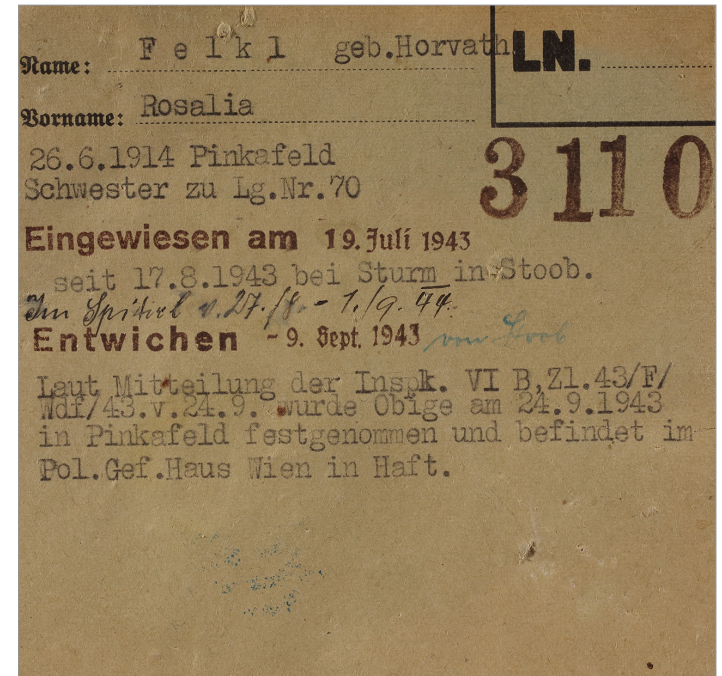 Name: Felkl geb.Horvath
LN.
Vorname: Rosalia
3110
26.6.1914 Pinkafeld
Schwester zu Lg.Nr.70
Eingewiesen am 19. Juli 1943
seit 17.8.1943 bei Sturm in Stoob.
Im Spital v. 27./8. - 1./9. 44.
Entwichen - 9. Sept. 1943 von Stoob
Laut Mitteilung der Inspk. VI B,Zl.43/F/
Wdf/43.v.24.9. wurde Obige am 24.9.1943
in Pinkafeld festgenommen und befindet im
Pol.Gef.Haus Wien in Haft.